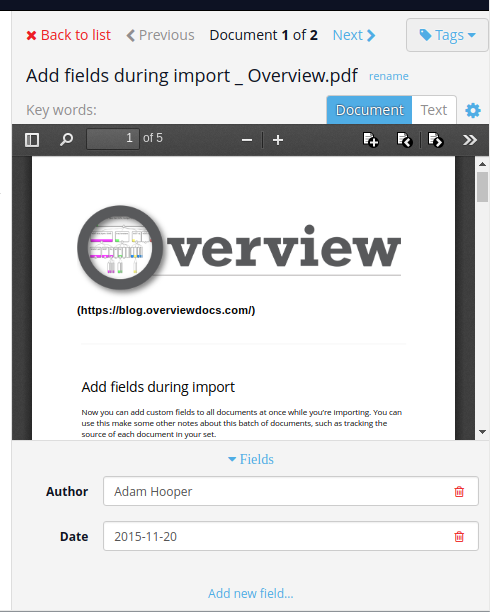 Back to list Previous Document 1 of 2 Next Tags
Add fields during import _ Overview.pdf rename
Key words: Document Text
1 of 5
Overview
(https://blog.overviewdocs.com/)
Add fields during import
Now you can add custom fields to all documents at once while you're importing. You can
use this make some other notes about this batch of documents, such as tracking the
source of each document in your set.
Fields
Author Adam Hooper
Date 2015-11-20
Add new field...